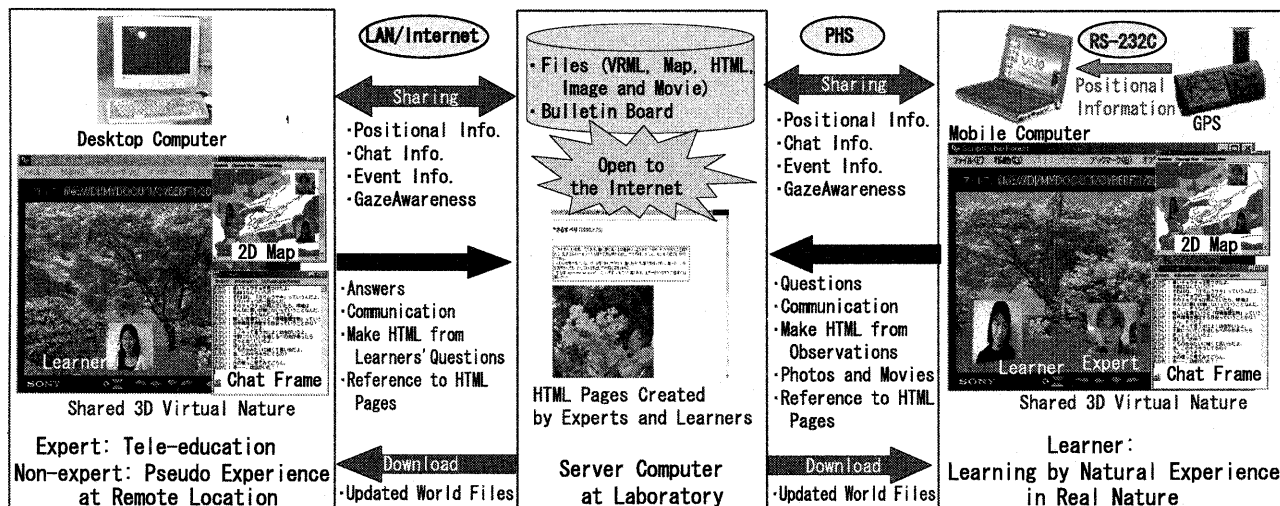 Desktop Computer
2D Map
Learner
SONY
Chat Frame
Shared 3D Virtual Nature
Expert: Tele-education
Non-expert: Pseudo Experience
at Remote Location
LAN/Internet
Sharing
・Positional Info.
・Chat Info.
・Event Info.
・GazeAwareness
・Answers
・Communication
・Make HTML from
Learners' Questions
・Reference to HTML
Pages
Download
・Updated World Files
・Files (VRML, Map, HTML,
Image and Movie)
・Bulletin Board
Open to
the Internet
HTML Pages Created
by Experts and Learners
Server Computer
at Laboratory
PHS
Sharing
・Positional Info.
・Chat Info.
・Event Info.
・GazeAwareness
・Questions
・Communication
・Make HTML from
Observations
・Photos and Movies
・Reference to HTML
Pages
Download
・Updated World Files
RS-232C
Positional
Information
GPS
Mobile Computer
2D Map
Learner
Expert
SONY
Chat Frame
Shared 3D Virtual Nature
Learner:
Learning by Natural Experience
in Real Nature